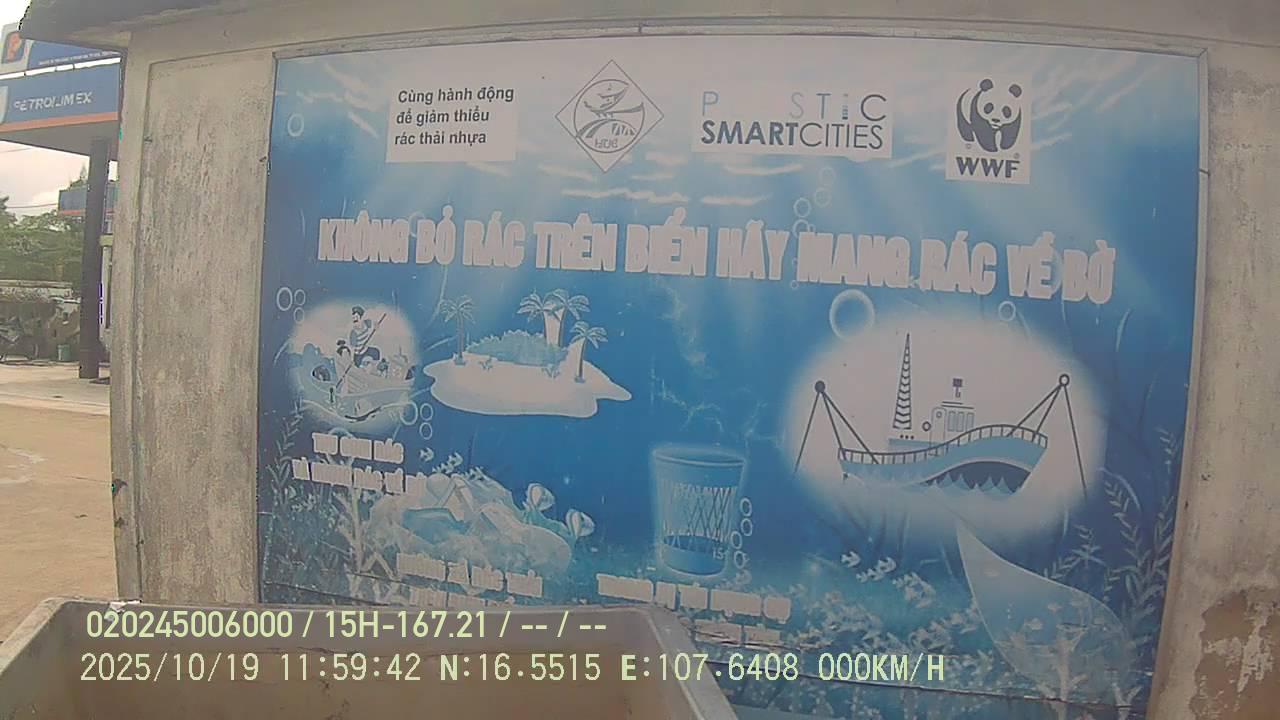 PETROLIMEX
Cùng hành động
để giảm thiểu
rác thải nhựa
P STIC
SMARTCITIES
WWF
KHÔNG BỎ RÁC TRÊN BIỂN HÃY MANG RÁC VỀ BỜ
020245006000 / 15H-167.21 / -- / --
2025/10/19 11:59:42 N:16.5515 E:107.6408 000KM/H